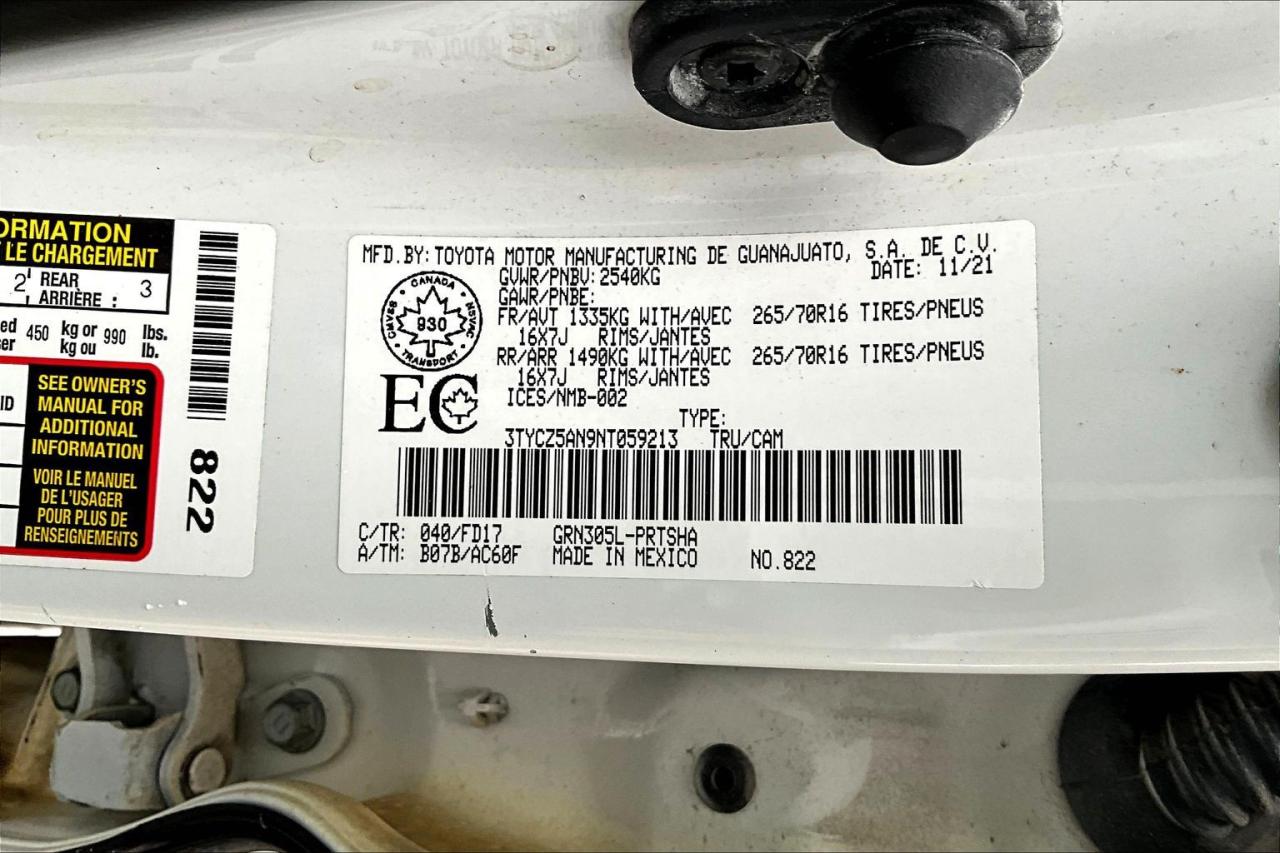 ORMATION
LE CHARGEMENT
2 REAR ARRIÈRE : 3
450 kg or 990 lbs.
kg ou lb.
SEE OWNER'S
MANUAL FOR
ADDITIONAL
INFORMATION
VOIR LE MANUEL
DE L'USAGER
POUR PLUS DE
RENSEIGNEMENTS
822
MFD.BY:TOYOTA MOTOR MANUFACTURING DE GUANAJUATO, S.A. DE C.V.
GVWR/PNBV:2540KG DATE: 11/21
GAWR/PNBE:
FR/AVT 1335KG WITH/AVEC 265/70R16 TIRES/PNEUS
16X7J RIMS/JANTES
RR/ARR 1490KG WITH/AVEC 265/70R16 TIRES/PNEUS
16X7J RIMS/JANTES
ICES/NMB-002
TYPE:
3TYCZ5AN9NT059213 TRU/CAM
CANADA
CMVSS
930
NSVAC
TRANSPORT
EC
C/TR: 040/FD17 GRN305L-PRTSHA
A/TM: B07B/AC60F MADE IN MEXICO NO.822